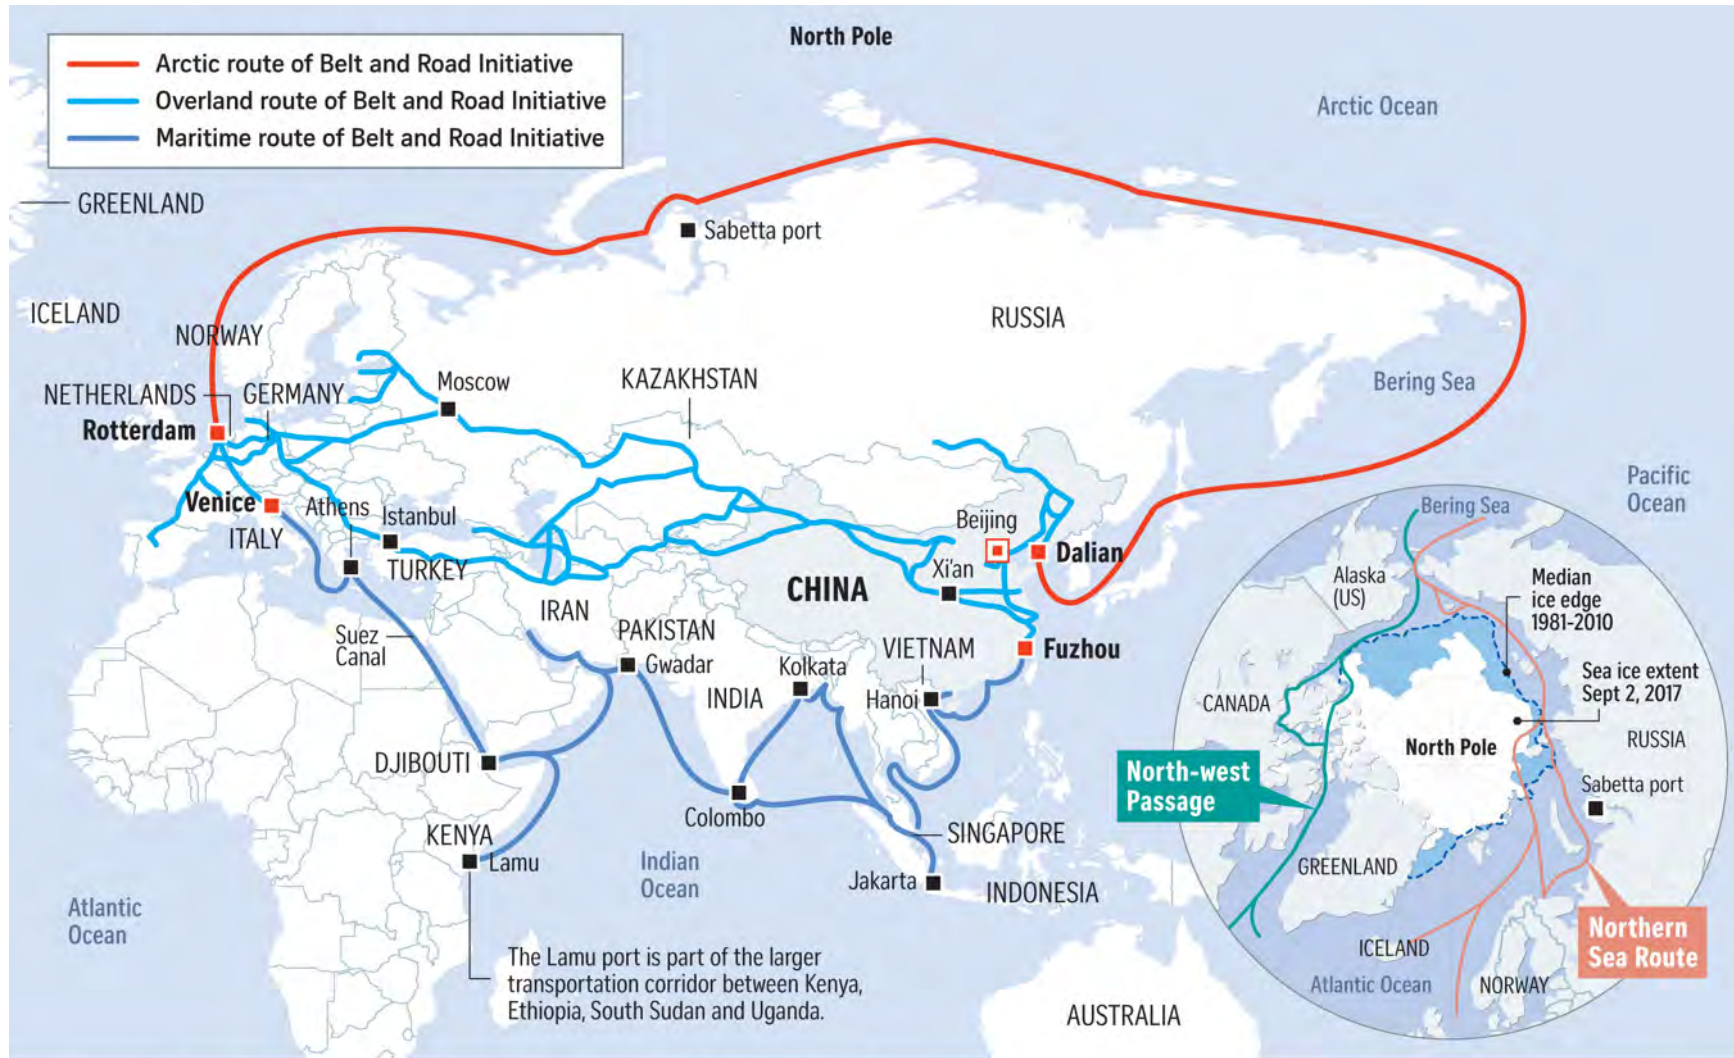 North Pole
Arctic route of Belt and Road Initiative
Overland route of Belt and Road Initiative
Maritime route of Belt and Road Initiative
Arctic Ocean
GREENLAND
Sabetta port
ICELAND
NORWAY
RUSSIA
Bering Sea
NETHERLANDS
GERMANY
Moscow
KAZAKHSTAN
Rotterdam
Venice
Athens
Istanbul
ITALY
TURKEY
Beijing
Dalian
Xi'an
CHINA
IRAN
PAKISTAN
Gwadar
Suez
Canal
Kolkata
INDIA
VIETNAM
Hanoi
Fuzhou
Pacific
Ocean
DJIBOUTI
Colombo
KENYA
Lamu
SINGAPORE
Jakarta
INDONESIA
Indian
Ocean
Atlantic
Ocean
The Lamu port is part of the larger
transportation corridor between Kenya,
Ethiopia, South Sudan and Uganda.
AUSTRALIA
Bering Sea
Alaska
(US)
Median
ice edge
1981-2010
Sea ice extent
Sept 2, 2017
CANADA
North Pole
RUSSIA
North-west
Passage
Sabetta port
GREENLAND
Northern
Sea Route
ICELAND
Atlantic Ocean
NORWAY